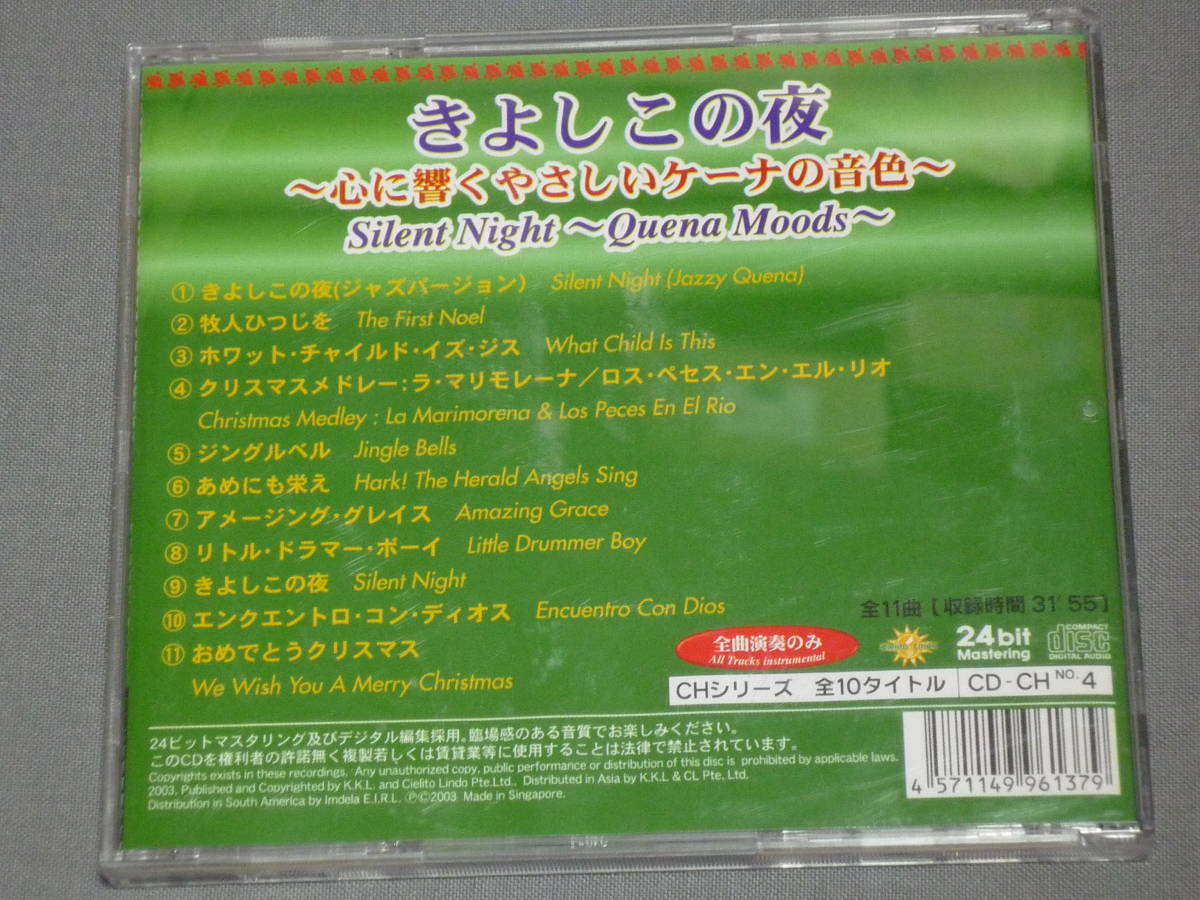 きよしこの夜
～心に響くやさしいケーナの音色～
Silent Night ～Quena Moods～
① きよしこの夜(ジャズバージョン) Silent Night (Jazzy Quena)
② 牧人ひつじを The First Noel
③ ホワット・チャイルド・イズ・ジス What Child Is This
④ クリスマスメドレー：ラ・マリモレーナ／ロス・ペセス・エン・エル・リオ
Christmas Medley : La Marimorena & Los Peces En El Rio
⑤ ジングルベル Jingle Bells
⑥ あめにも栄え Hark! The Herald Angels Sing
⑦ アメージング・グレイス Amazing Grace
⑧ リトル・ドラマー・ボーイ Little Drummer Boy
⑨ きよしこの夜 Silent Night
⑩ エンクエントロ・コン・ディオス Encuentro Con Dios
⑪ おめでとうクリスマス
We Wish You A Merry Christmas
全11曲【収録時間 31'55】
全曲演奏のみ
All Tracks instrumental
24bit
Mastering
COMPACT
disc
DIGITAL AUDIO
CHシリーズ 全10タイトル CD-CH NO.4
24ビットマスタリング及びデジタル編集採用。臨場感のある音質でお楽しみください。
このCDを権利者の許諾無く複製若しくは賃貸業等に使用することは法律で禁止されています。
Copyrights exists in these recordings. Any unauthorized copy, public performance or distribution of this disc is prohibited by applicable laws.
2003, Published and Copyrighted by K.K.L. and Cielito Lindo Pte.Ltd., Distributed in Asia by K.K.L & CL Pte, Ltd.
Distribution in South America by Imdela E.I.R.L. ℗©2003 Made in Singapore.
4 571149 961379